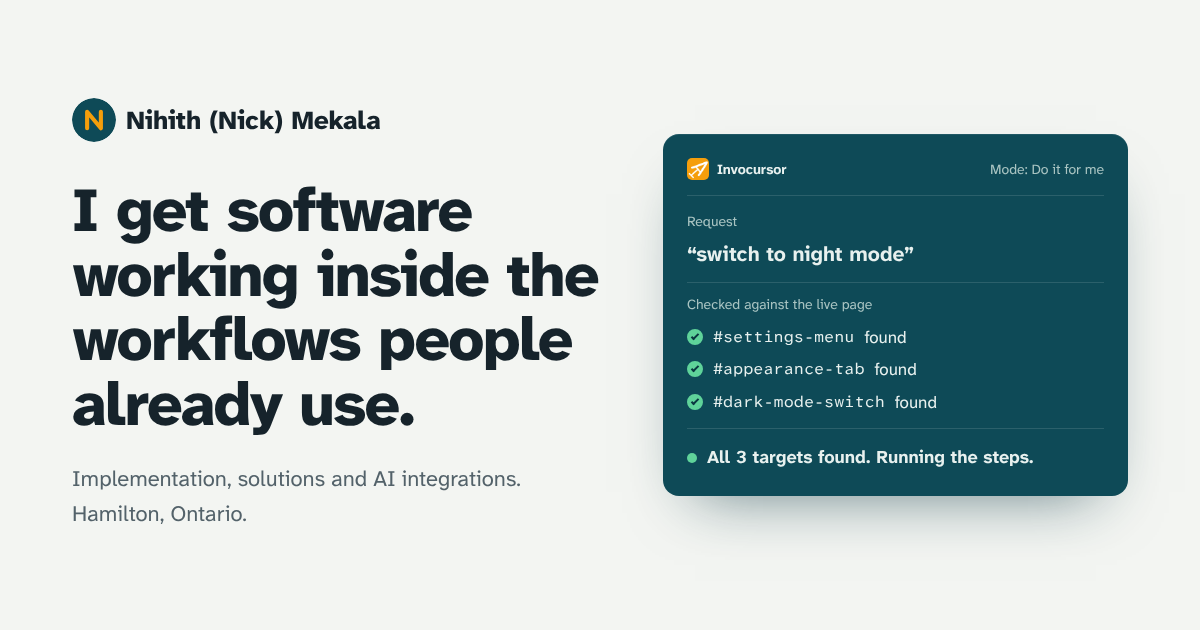 N
Nihith (Nick) Mekala
I get software
working inside the
workflows people
already use.
Implementation, solutions and AI integrations.
Hamilton, Ontario.
Invocursor
Mode: Do it for me
Request
“switch to night mode”
Checked against the live page
#settings-menu found
#appearance-tab found
#dark-mode-switch found
All 3 targets found. Running the steps.